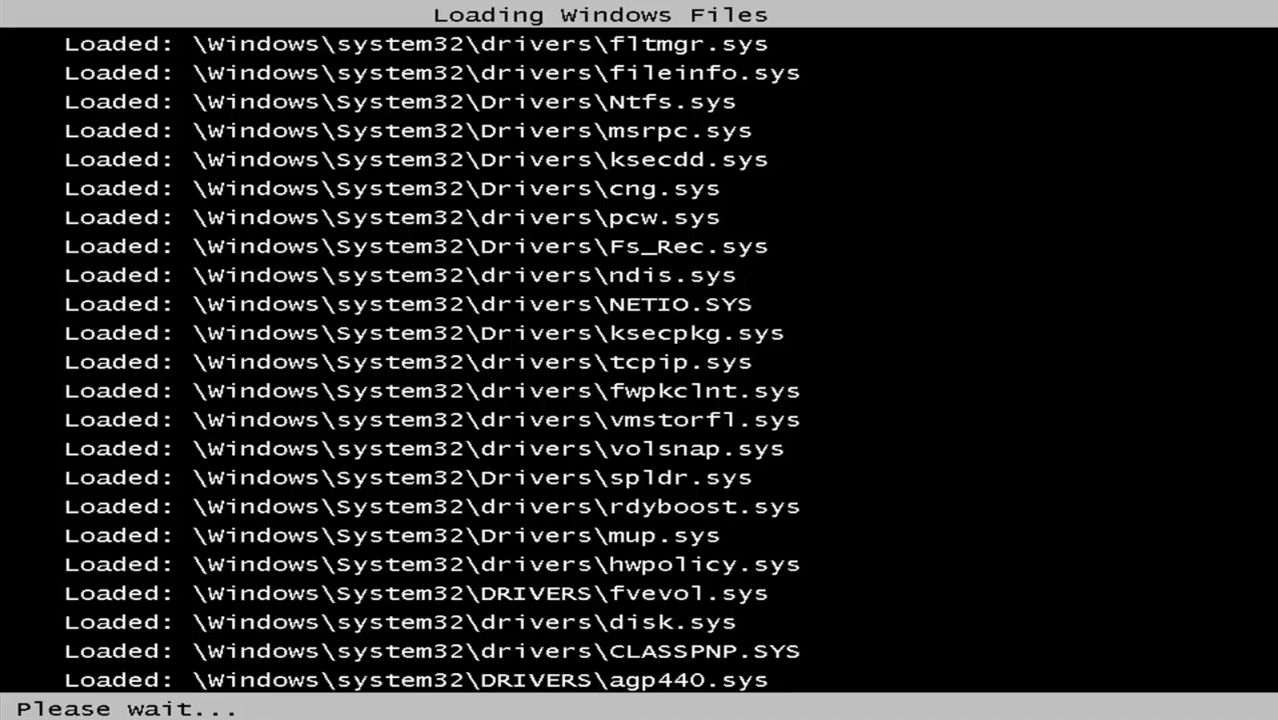 Loading Windows Files
Loaded: \Windows\system32\drivers\fltmgr.sys
Loaded: \Windows\system32\drivers\fileinfo.sys
Loaded: \Windows\System32\Drivers\Ntfs.sys
Loaded: \Windows\System32\Drivers\msrpc.sys
Loaded: \Windows\System32\Drivers\ksecdd.sys
Loaded: \Windows\System32\Drivers\cng.sys
Loaded: \Windows\System32\drivers\pcw.sys
Loaded: \Windows\System32\Drivers\Fs_Rec.sys
Loaded: \Windows\system32\drivers\ndis.sys
Loaded: \Windows\system32\drivers\NETIO.SYS
Loaded: \Windows\System32\Drivers\ksecpkg.sys
Loaded: \Windows\System32\drivers\tcpip.sys
Loaded: \Windows\System32\drivers\fwpkclnt.sys
Loaded: \Windows\system32\drivers\vmstorfl.sys
Loaded: \Windows\system32\drivers\volsnap.sys
Loaded: \Windows\System32\Drivers\spldr.sys
Loaded: \Windows\System32\drivers\rdyboost.sys
Loaded: \Windows\System32\Drivers\mup.sys
Loaded: \Windows\System32\drivers\hwpolicy.sys
Loaded: \Windows\System32\DRIVERS\fvevol.sys
Loaded: \Windows\system32\drivers\disk.sys
Loaded: \Windows\system32\drivers\CLASSPNP.SYS
Loaded: \Windows\system32\DRIVERS\agp440.sys
Please wait...